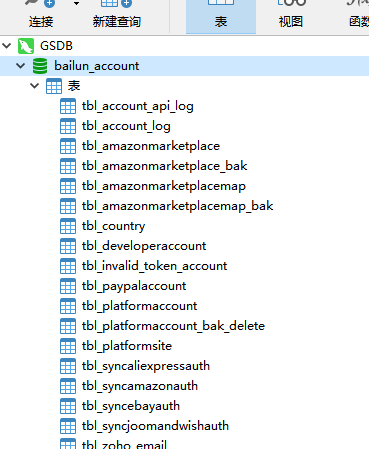 连接
新建查询
表
视图
函数
GSDB
bailun_account
表
tbl_account_api_log
tbl_account_log
tbl_amazonmarketplace
tbl_amazonmarketplace_bak
tbl_amazonmarketplacemap
tbl_amazonmarketplacemap_bak
tbl_country
tbl_developeraccount
tbl_invalid_token_account
tbl_paypalaccount
tbl_platformaccount
tbl_platformaccount_bak_delete
tbl_platformsite
tbl_syncaliexpressauth
tbl_syncamazonauth
tbl_syncebayauth
tbl_syncjoomandwishauth
tbl_zoho_email